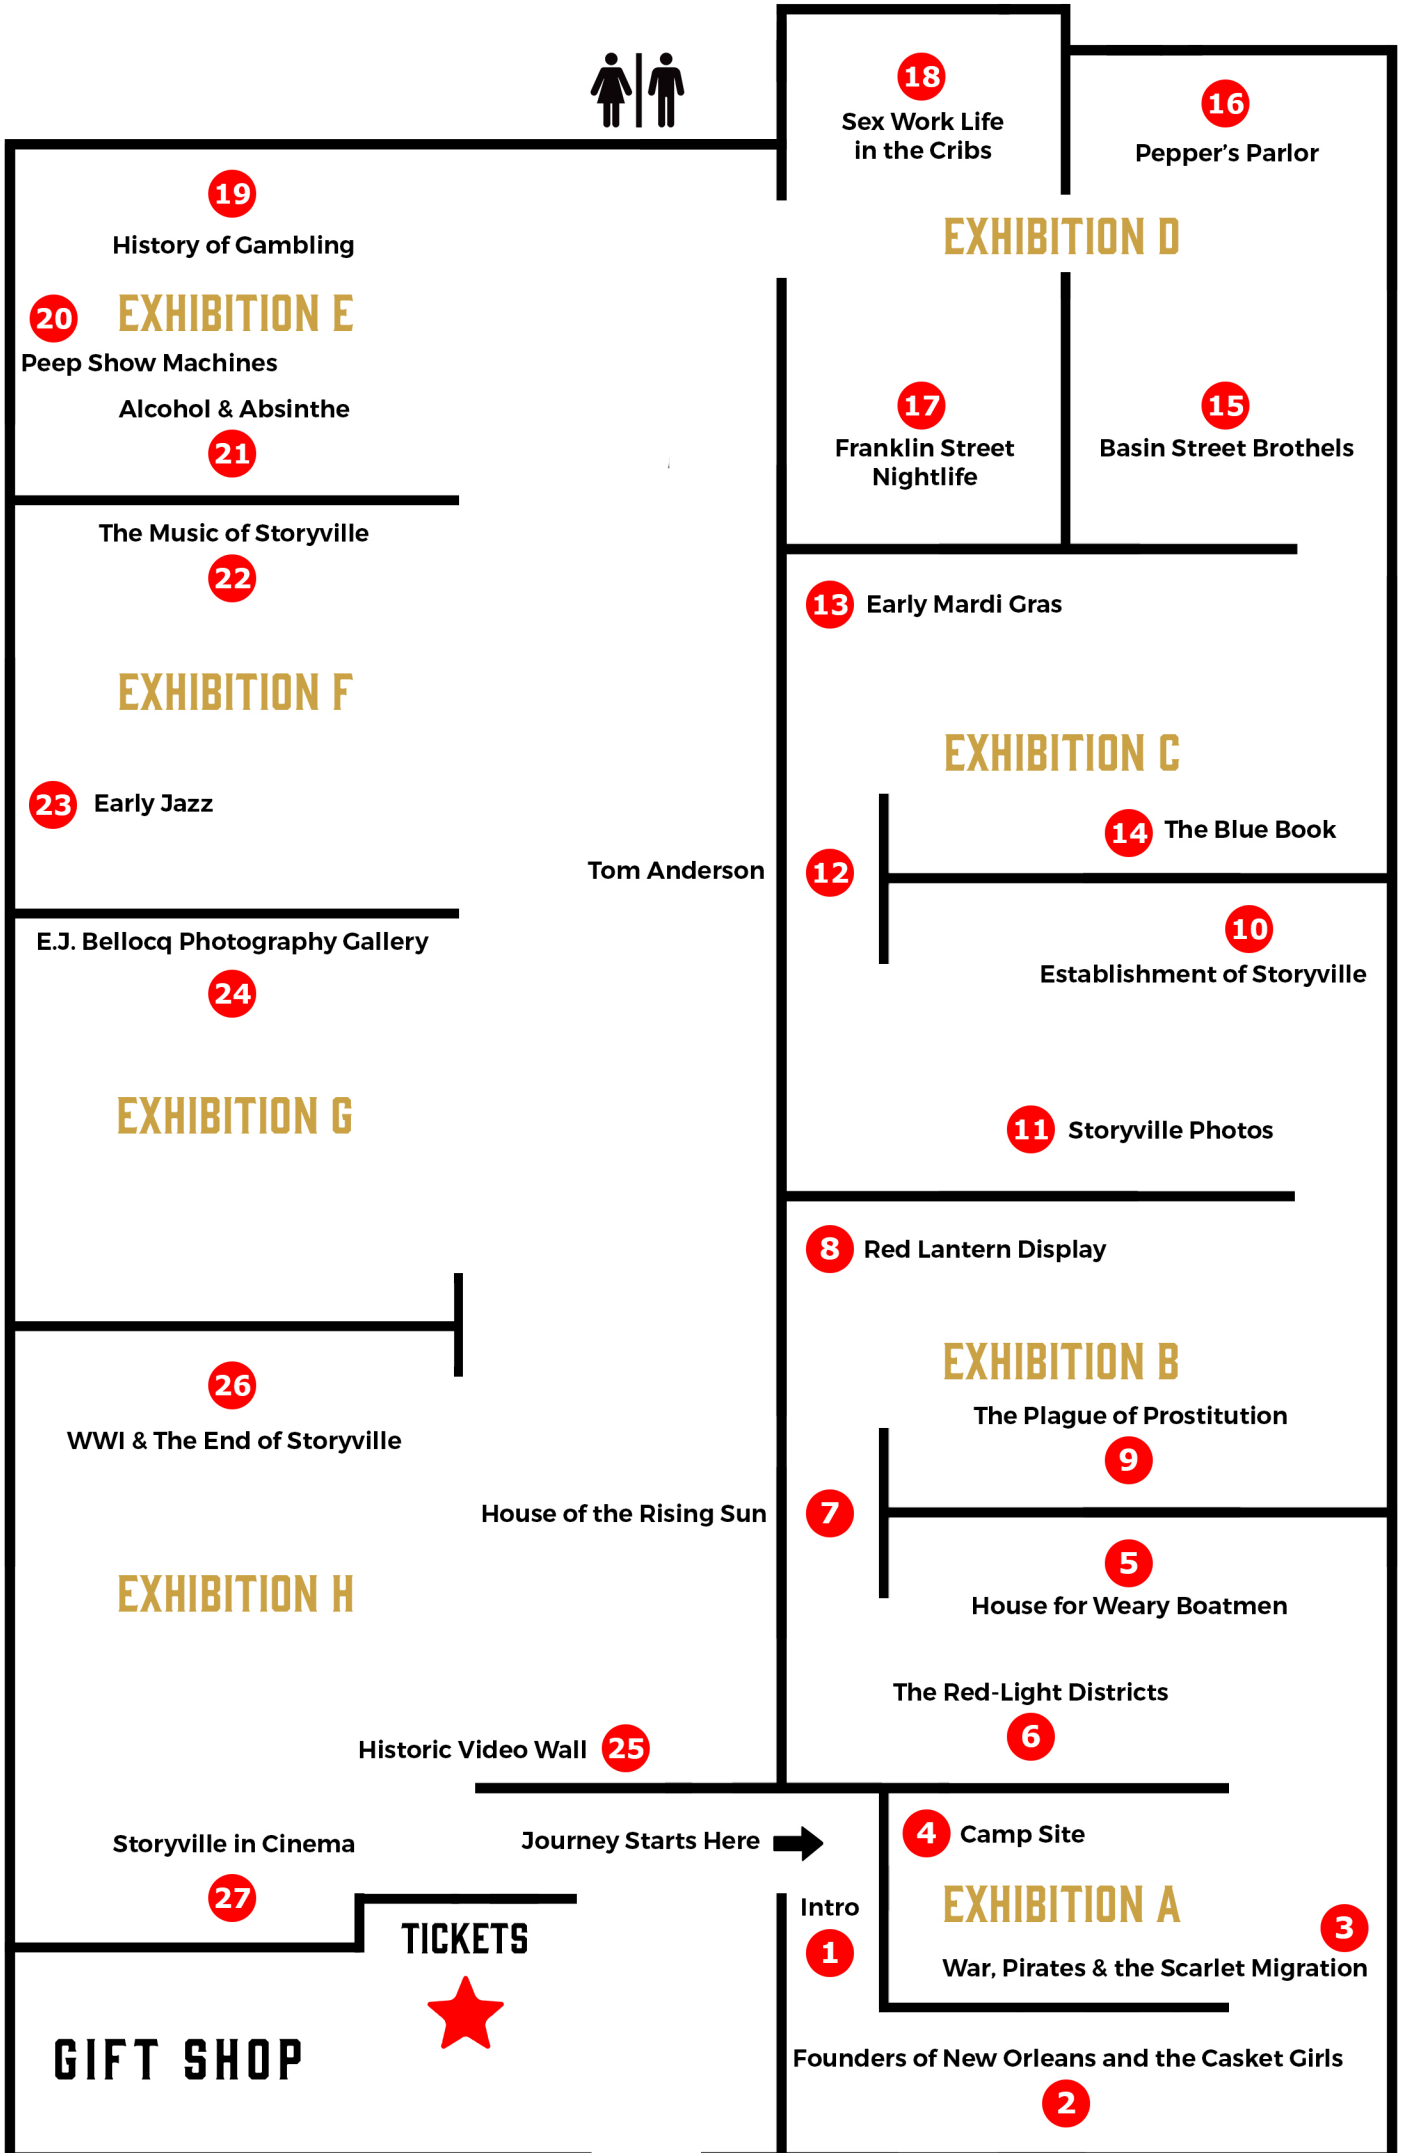 18
Sex Work Life
in the Cribs
16
Pepper's Parlor
19
History of Gambling
EXHIBITION D
20
EXHIBITION E
Peep Show Machines
Alcohol & Absinthe
21
17
Franklin Street
Nightlife
15
Basin Street Brothels
The Music of Storyville
22
13 Early Mardi Gras
EXHIBITION F
EXHIBITION C
23 Early Jazz
14 The Blue Book
Tom Anderson 12
E.J. Bellocq Photography Gallery
24
10
Establishment of Storyville
EXHIBITION G
11 Storyville Photos
8 Red Lantern Display
EXHIBITION B
26
WWI & The End of Storyville
The Plague of Prostitution
9
House of the Rising Sun 7
5
House for Weary Boatmen
EXHIBITION H
The Red-Light Districts
6
Historic Video Wall 25
Storyville in Cinema
27
Journey Starts Here
4 Camp Site
Intro
1
EXHIBITION A
3
War, Pirates & the Scarlet Migration
TICKETS
GIFT SHOP
Founders of New Orleans and the Casket Girls
2